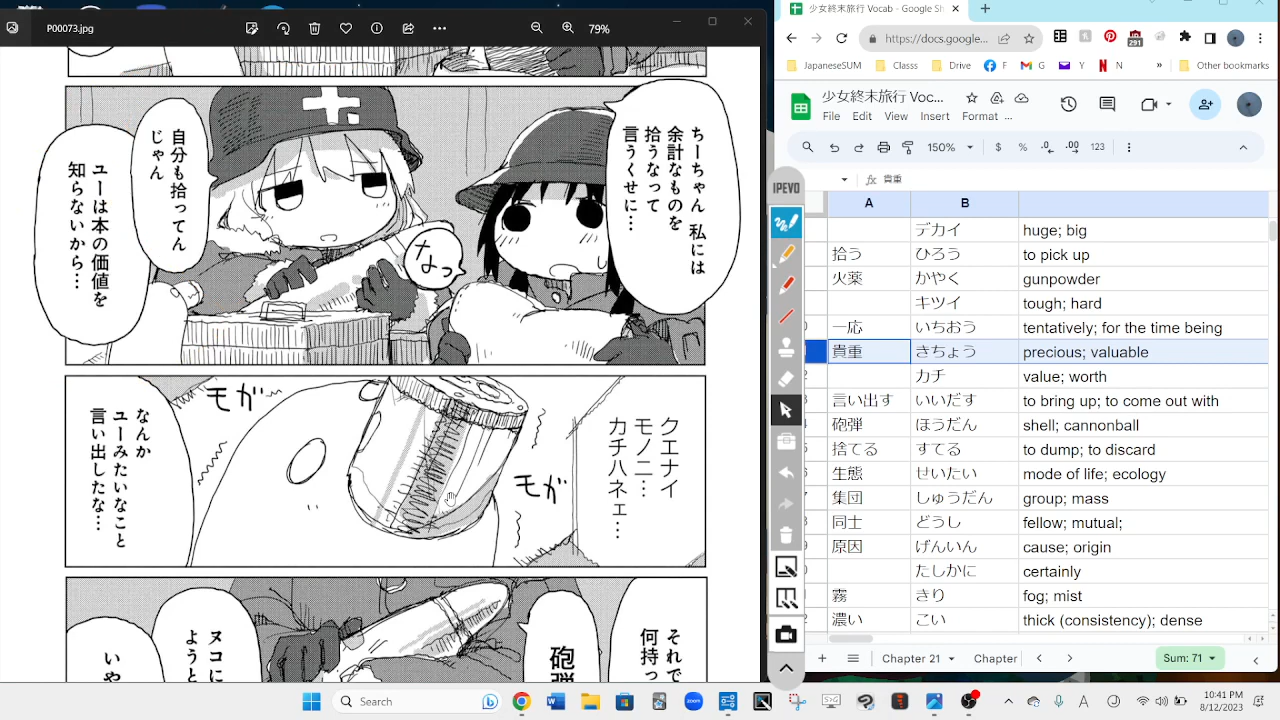 P00073.jpg
79%
ちーちゃん 私には
余計なものを
拾うなって
言うくせに…
なっ
自分も拾ってん
じゃん
ユーは本の価値を
知らないから…
クエナイ
モノニ…
カチハネェ…
モガ
モガ
なんか
ユーみたいなこと
言い出したな…
それで
何持っ
砲弾
ヌコに
ようと
いや
少女終末旅行 Vocab - Google Sh
https://docs.google...
291
Classes
Drive
G
Y
N
»
Other bookmarks
少女終末旅行 Voc...
File Edit View Insert Format ...
150%
$ % .0 .00 123
IPEVO
fx 貴重
A B
デカイ huge; big
拾う ひろう to pick up
火薬 かやく gunpowder
キツイ tough; hard
一応 いちおう tentatively; for the time being
貴重 きちょう precious; valuable
カチ value; worth
言い出す いいだす to bring up; to come out with
砲弾 ほうだん shell; cannonball
捨てる すてる to dump; to discard
生態 せいたい mode of life; ecology
集団 しゅうだん group; mass
同士 どうし fellow; mutual;
原因 げんいん cause; origin
たしかに certainly
霧 きり fog; mist
濃い こい thick (consistency); dense
Chapter 21 Chapter
Sum: 71
Search
zoom
A
10:41 PM
10/12/2023